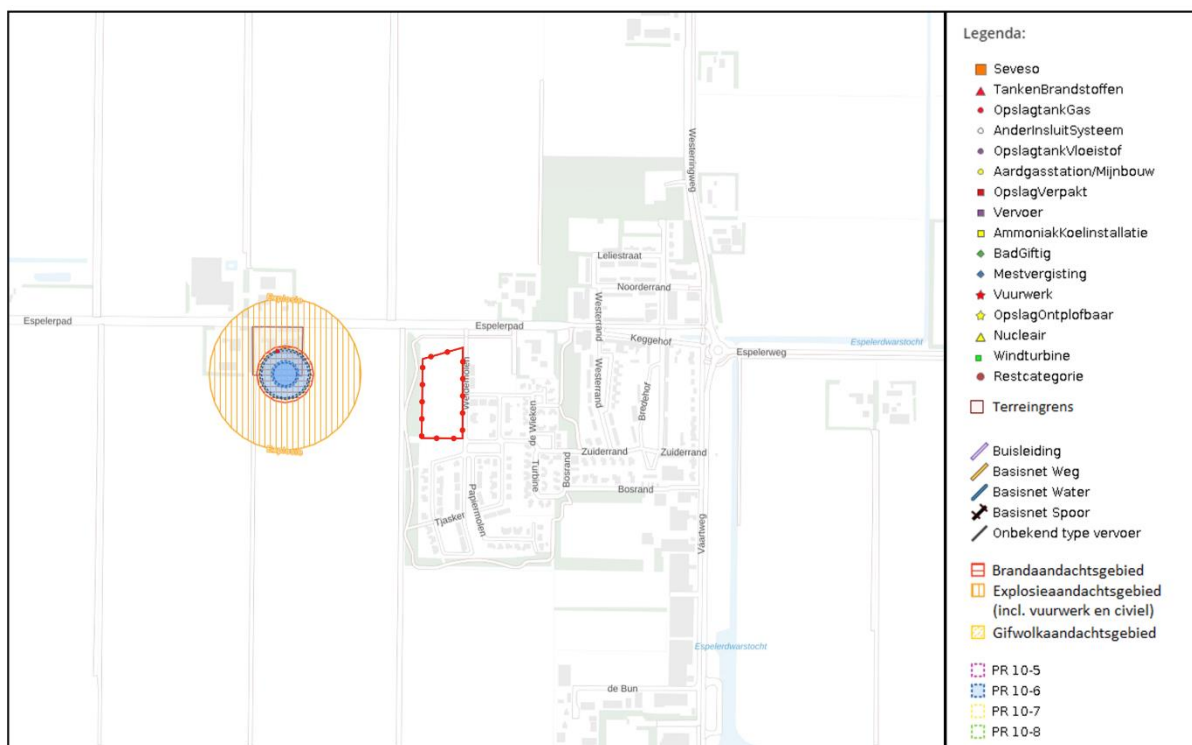 Legenda:
Seveso
TankenBrandstoffen
OpslagtankGas
AnderInsluitSysteem
OpslagtankVloeistof
Aardgasstation/Mijnbouw
OpslagVerpakt
Vervoer
AmmoniakKoelinstallatie
BadGiftig
Mestvergisting
Vuurwerk
OpslagOntplofbaar
Nucleair
Windturbine
Restcategorie
Terreingrens
Buisleiding
Basisnet Weg
Basisnet Water
Basisnet Spoor
Onbekend type vervoer
Brandaandachtsgebied
Explosieaandachtsgebied
(incl. vuurwerk en civiel)
Gifwolkaandachtsgebied
PR 10-5
PR 10-6
PR 10-7
PR 10-8
Westerringweg
Leliestraat
Noorderrand
Westerrand
Espelerpad
Espelerpad
Keggehof
Espelerdwarstocht
Espelerweg
Weidemolen
Westerrand
Bredehof
de Wieken
Zuiderrand
Zuiderrand
Turbine
Bosrand
Bosrand
Papiermolen
Tjasker
Vaartweg
Espelerdwarstocht
de Bun